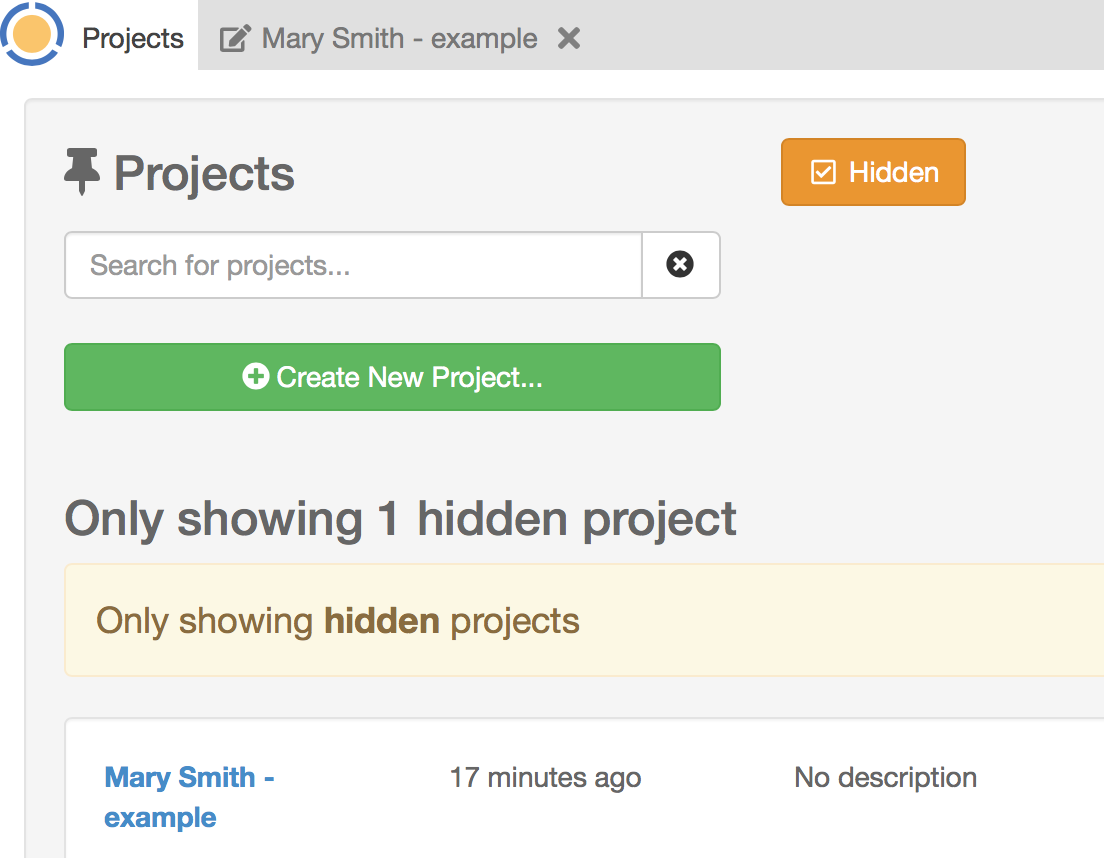 Projects
Mary Smith - example
Projects
Hidden
Search for projects...
Create New Project...
Only showing 1 hidden project
Only showing hidden projects
Mary Smith - 17 minutes ago No description
example